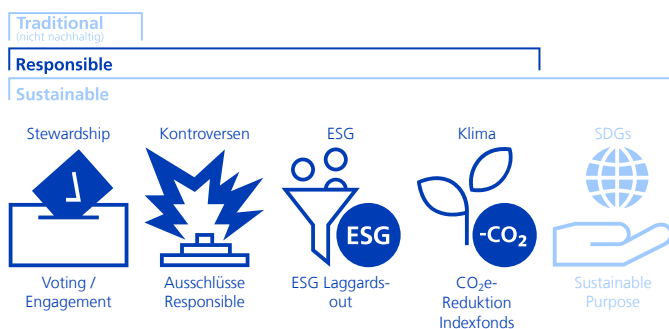 Traditional
(nicht nachhaltig)
Responsible
Sustainable
Stewardship
Kontroversen
ESG
Klima
SDGs
ESG
-CO₂
Voting /
Engagement
Ausschlüsse
Responsible
ESG Laggards-
out
CO₂e-
Reduktion
Indexfonds
Sustainable
Purpose